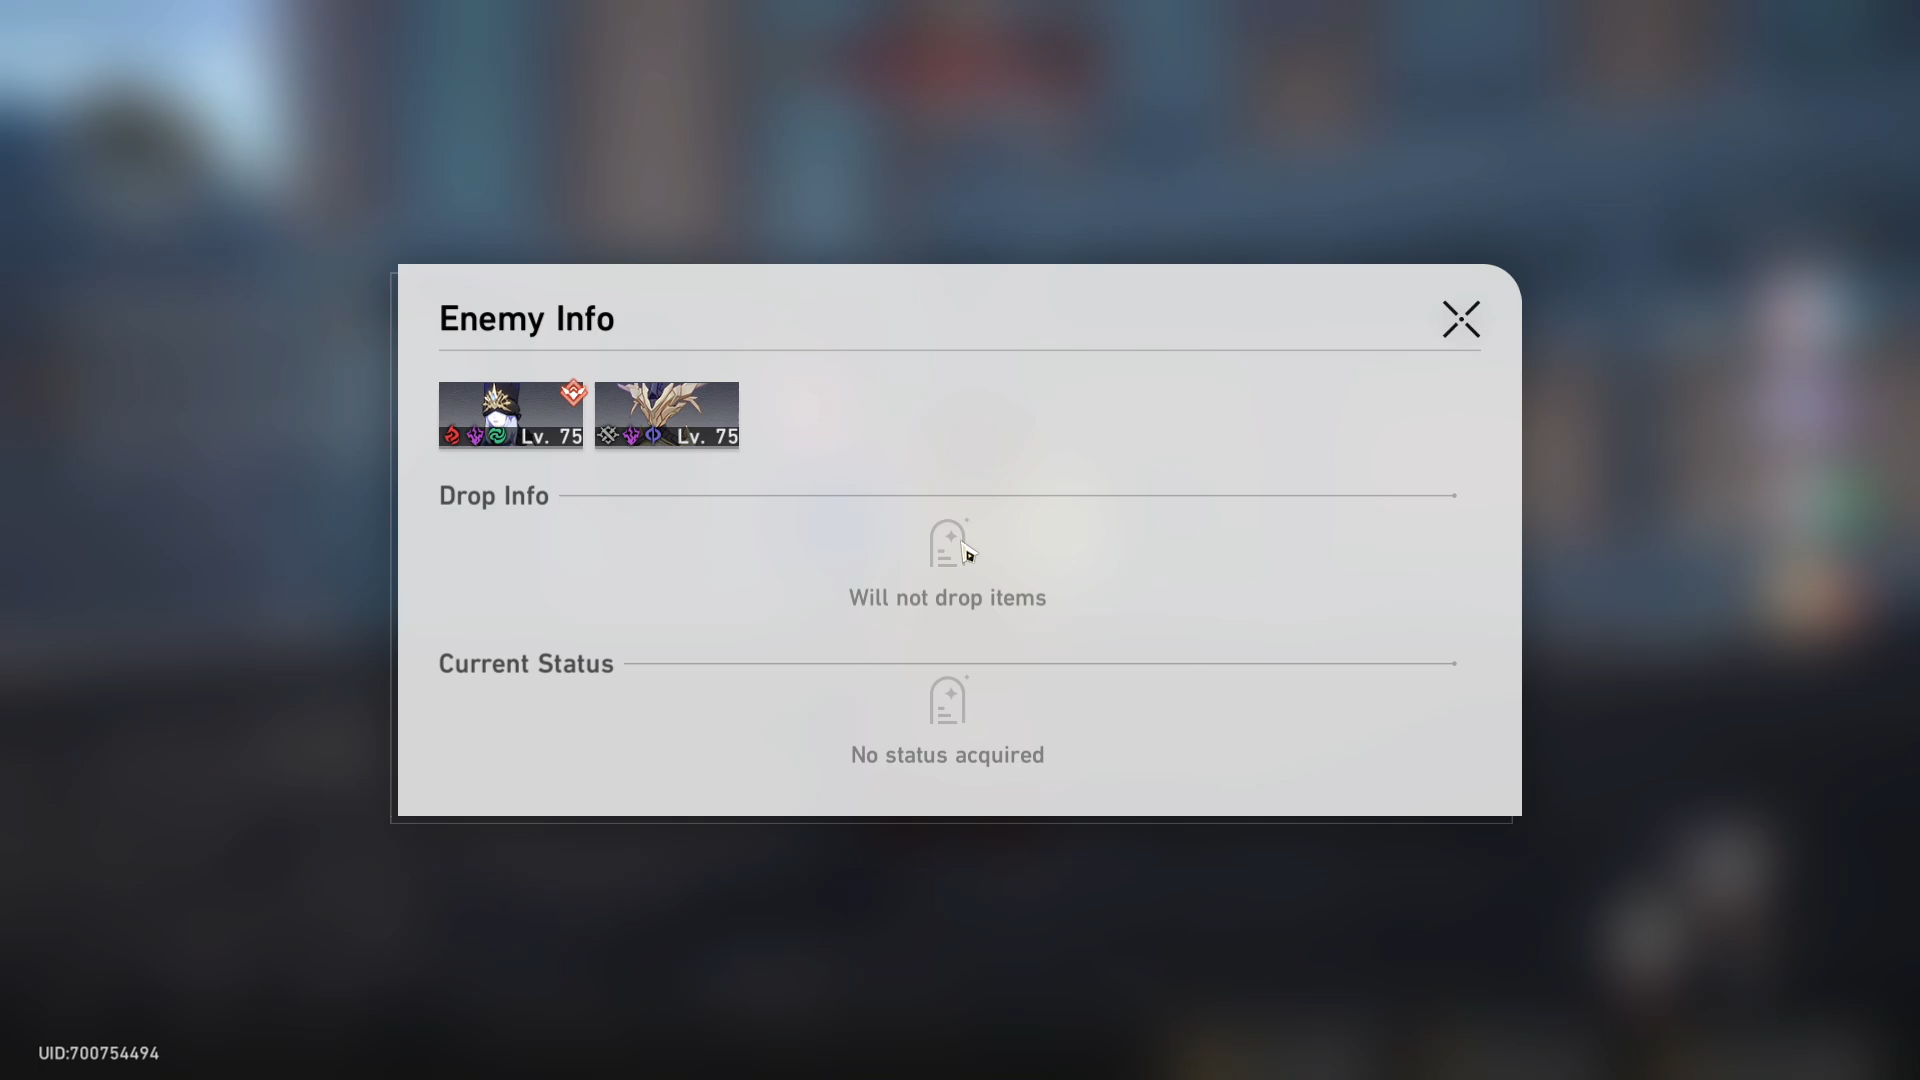 Enemy Info
Lv. 75
Lv. 75
Drop Info
Will not drop items
Current Status
No status acquired
UID:700754494